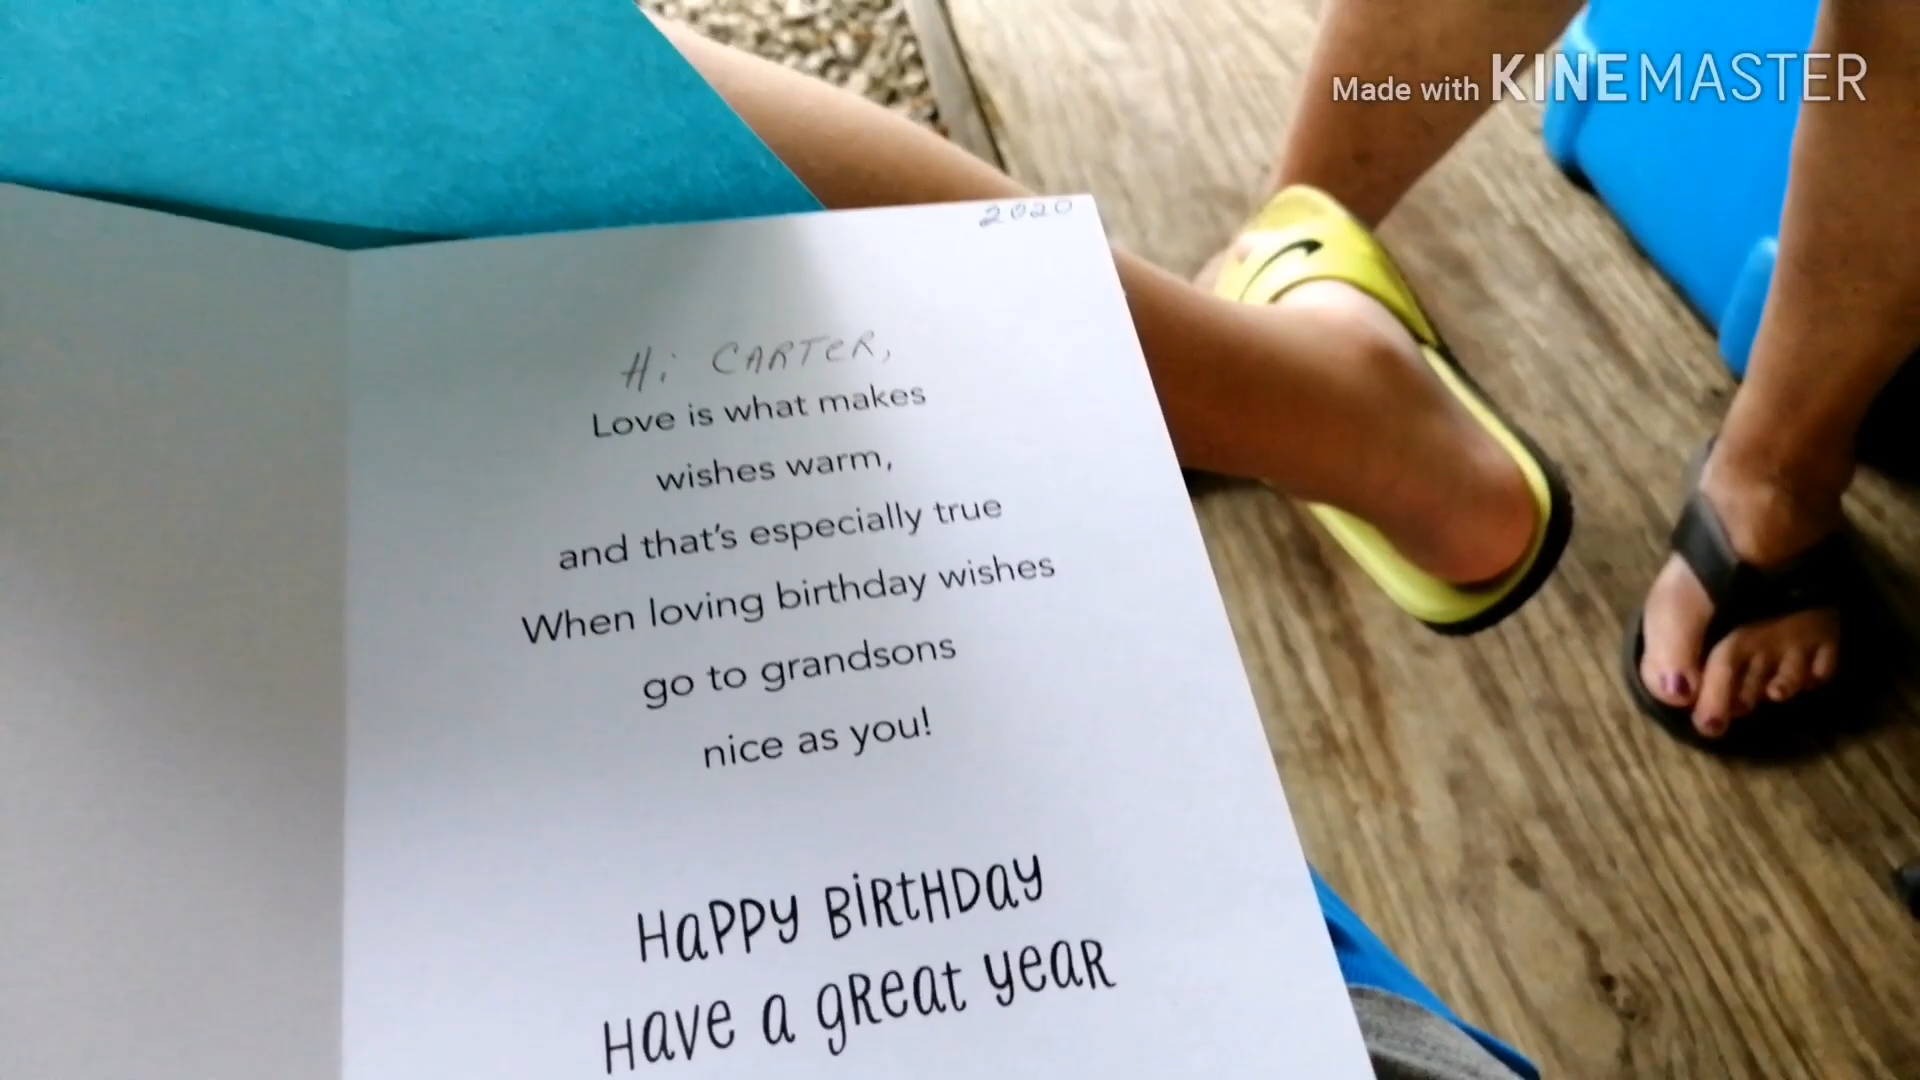 Made with KINEMASTER
2020
Hi CARTER,
Love is what makes
wishes warm,
and that's especially true
When loving birthday wishes
go to grandsons
nice as you!
HaPPY BiRtHDaY
Have a gReat YeaR